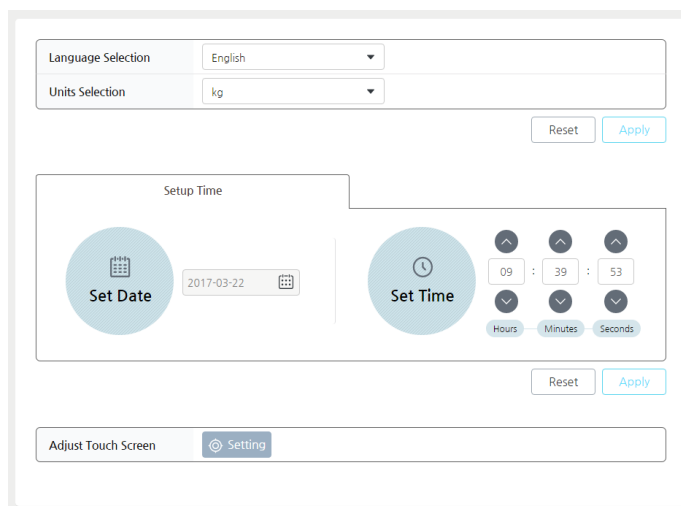 Language Selection English
Units Selection kg
Reset Apply
Setup Time
Set Date 2017-03-22
Set Time 09 : 39 : 53
Hours Minutes Seconds
Reset Apply
Adjust Touch Screen Setting